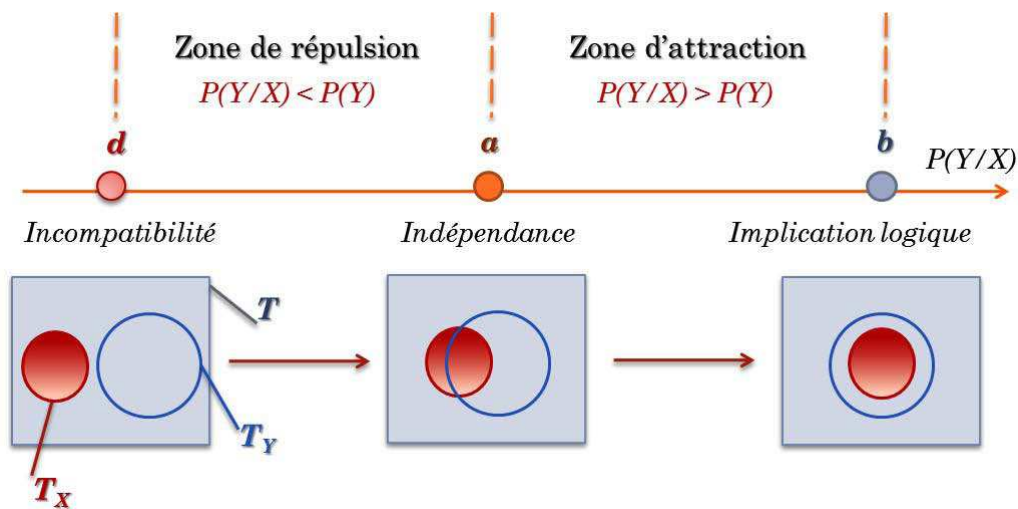 Zone de répulsion
P(Y/X) < P(Y)
Zone d'attraction
P(Y/X) > P(Y)
d
a
b
P(Y/X)
Incompatibilité
Indépendance
Implication logique
T
T_Y
T_X